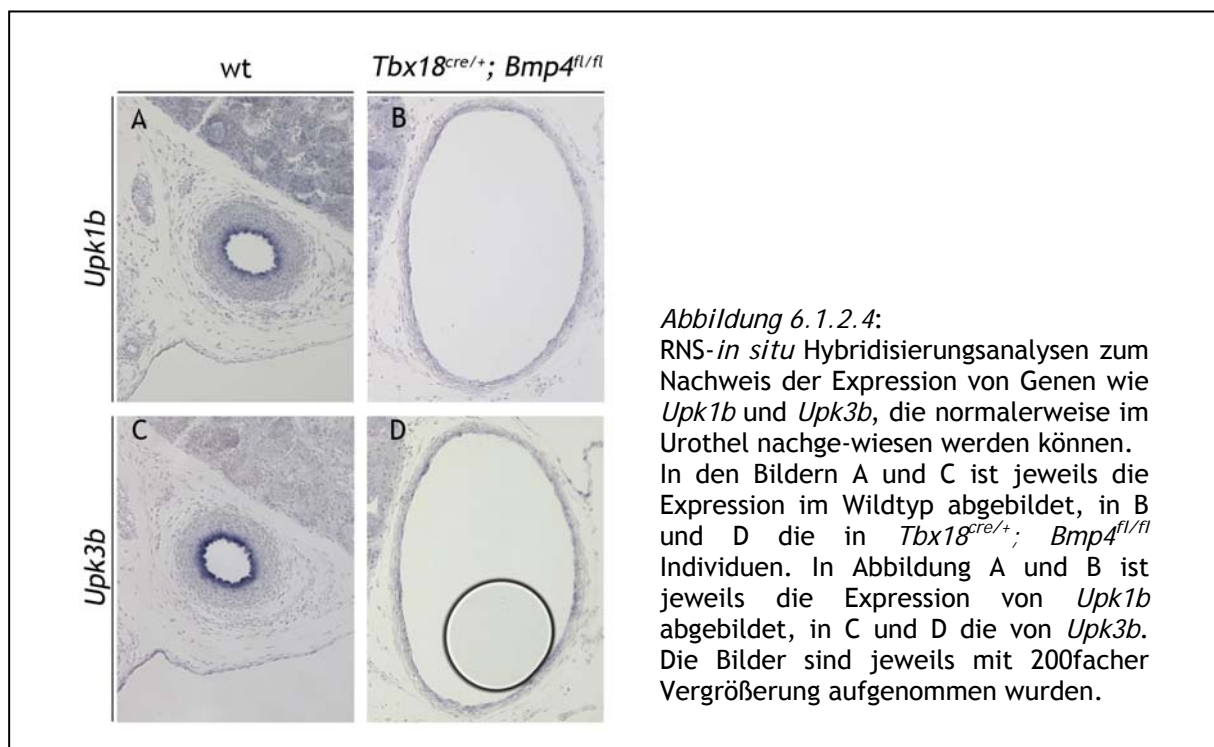 wt
Tbx18cre/+; Bmp4fl/fl
A
B
Upk1b
C
D
Upk3b
Abbildung 6.1.2.4:
RNS-in situ Hybridisierungsanalysen zum
Nachweis der Expression von Genen wie
Upk1b und Upk3b, die normalerweise im
Urothel nachge-wiesen werden können.
In den Bildern A und C ist jeweils die
Expression im Wildtyp abgebildet, in B
und D die in Tbx18cre/+; Bmp4fl/fl
Individuen. In Abbildung A und B ist
jeweils die Expression von Upk1b
abgebildet, in C und D die von Upk3b.
Die Bilder sind jeweils mit 200facher
Vergrößerung aufgenommen wurden.